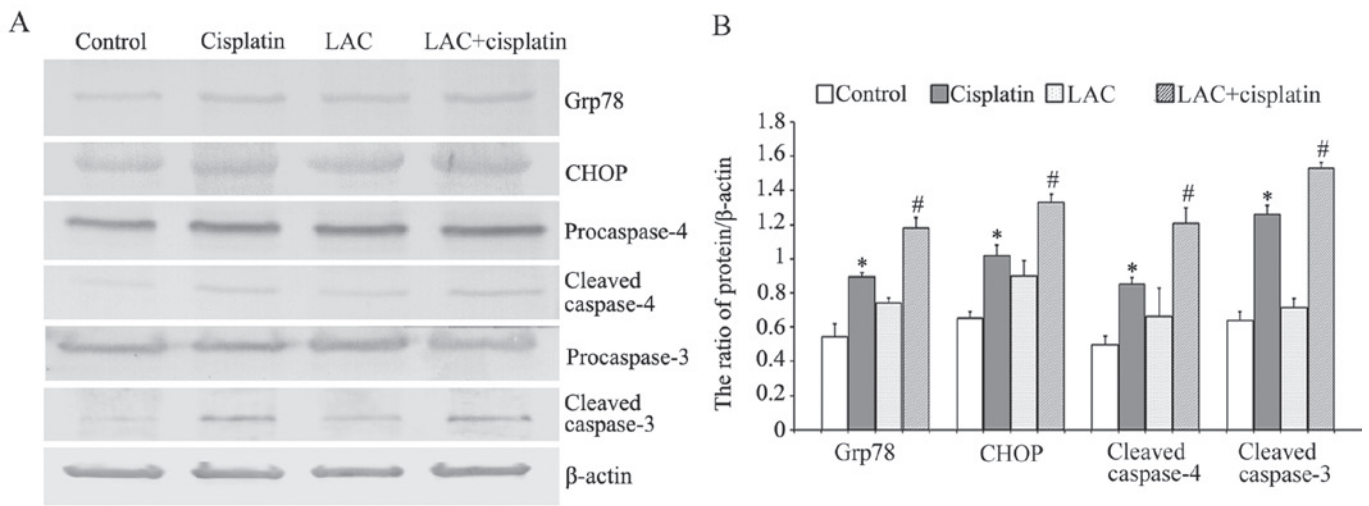 A
Control Cisplatin LAC LAC+cisplatin
Grp78
CHOP
Procaspase-4
Cleaved
caspase-4
Procaspase-3
Cleaved
caspase-3
β-actin
B
Control Cisplatin LAC LAC+cisplatin
The ratio of protein/β-actin
1.8
1.6
1.4
1.2
1
0.8
0.6
0.4
0.2
0
* #
* #
* #
* #
Grp78
CHOP
Cleaved
caspase-4
Cleaved
caspase-3